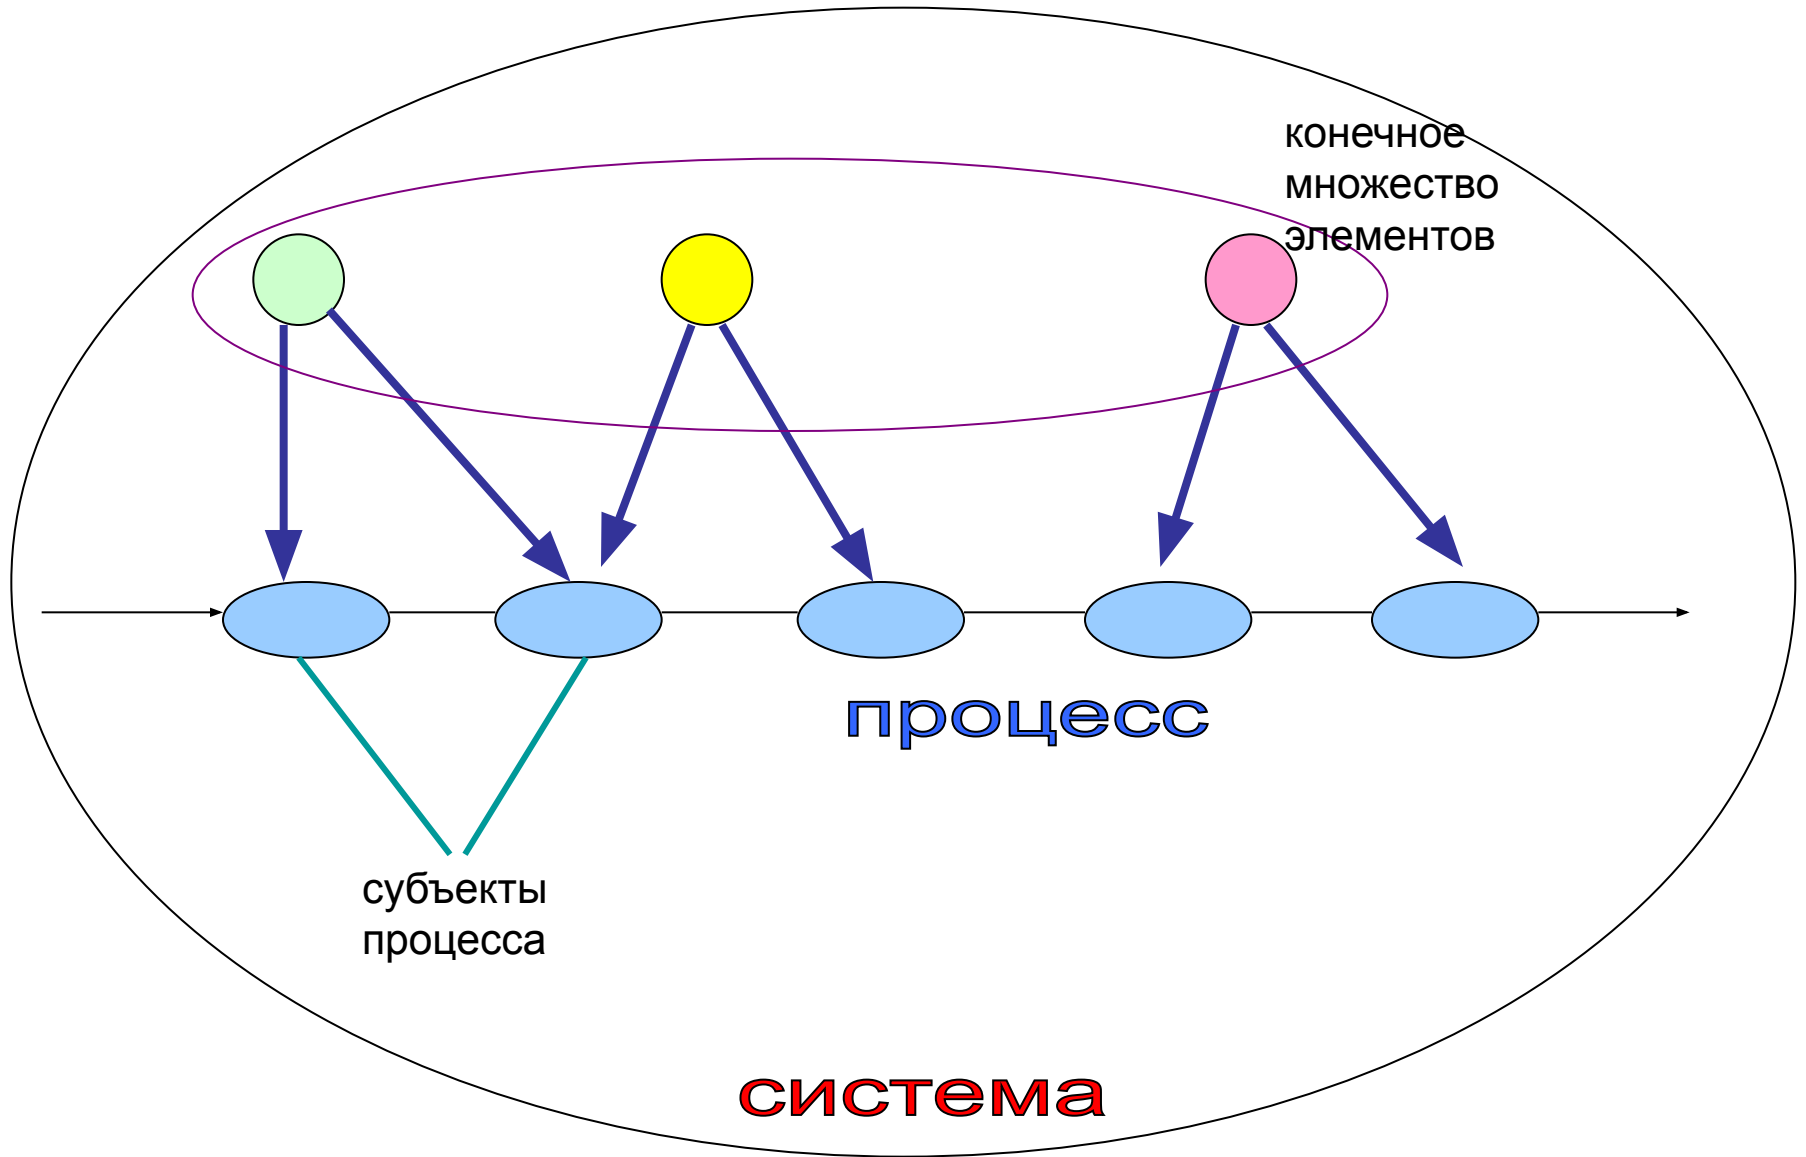 конечное
множество
элементов
процесс
субъекты
процесса
система